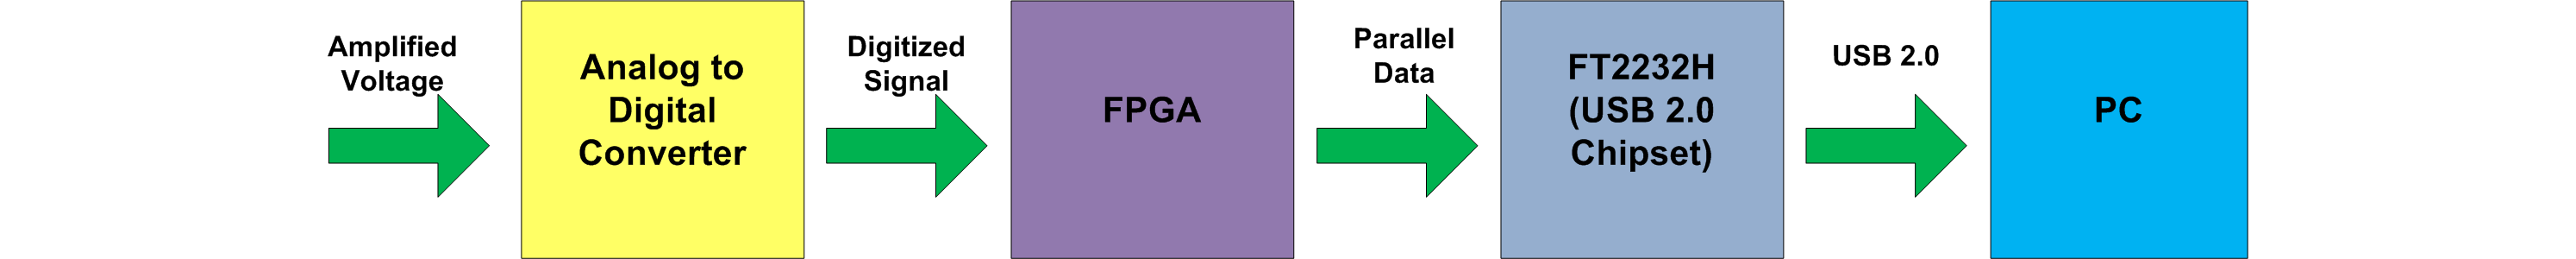 Amplified
Voltage
Analog to
Digital
Converter
Digitized
Signal
FPGA
Parallel
Data
FT2232H
(USB 2.0
Chipset)
USB 2.0
PC